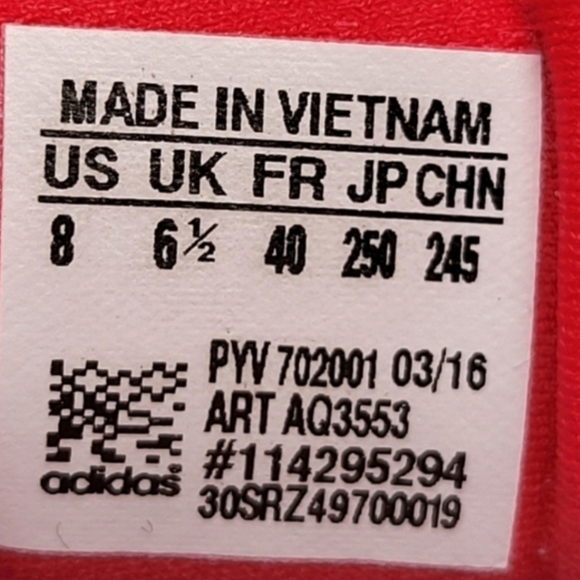 MADE IN VIETNAM
US UK FR JP CHN
8 6½ 40 250 245
PYV 702001 03/16
ART AQ3553
#114295294
adidas
30SRZ49700019